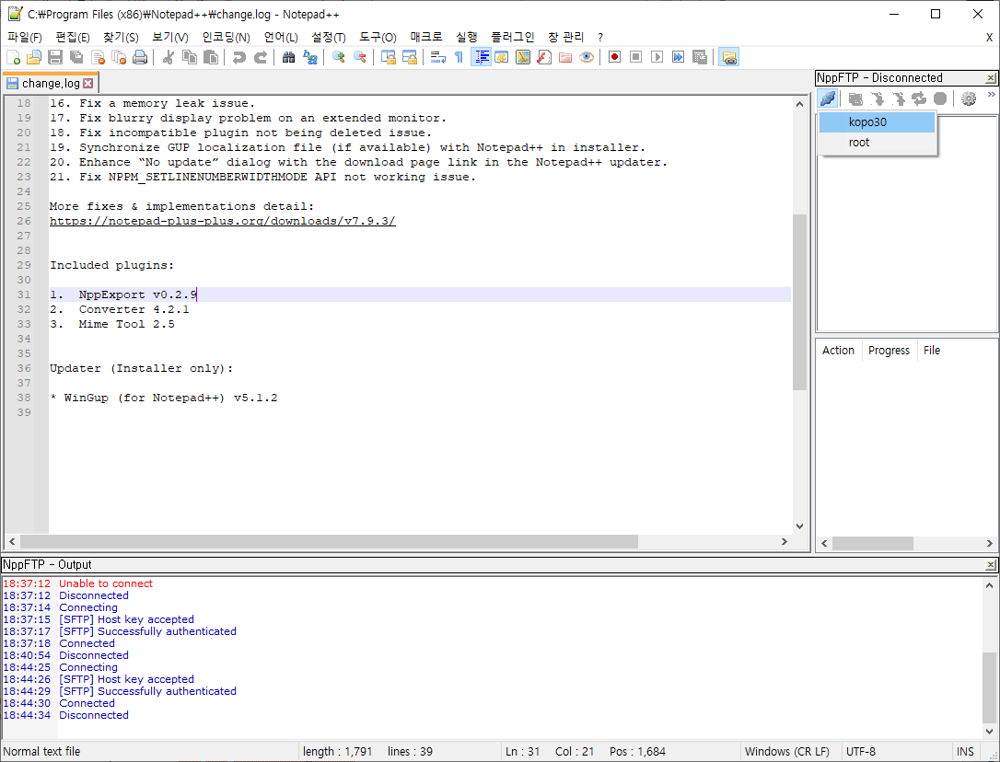 C:₩Program Files (x86)₩Notepad++₩change.log - Notepad++
파일(F) 편집(E) 찾기(S) 보기(V) 인코딩(N) 언어(L) 설정(T) 도구(O) 매크로 실행 플러그인 창 관리 ? X
change.log
NppFTP - Disconnected
kopo30
root
18 16. Fix a memory leak issue.
19 17. Fix blurry display problem on an extended monitor.
20 18. Fix incompatible plugin not being deleted issue.
21 19. Synchronize GUP localization file (if available) with Notepad++ in installer.
22 20. Enhance “No update” dialog with the download page link in the Notepad++ updater.
23 21. Fix NPPM_SETLINENUMBERWIDTHMODE API not working issue.
24
25 More fixes & implementations detail:
26 https://notepad-plus-plus.org/downloads/v7.9.3/
27
28
29 Included plugins:
30
31 1.  NppExport v0.2.9
32 2.  Converter 4.2.1
33 3.  Mime Tool 2.5
34
35
36 Updater (Installer only):
37
38 * WinGup (for Notepad++) v5.1.2
39
Action Progress File
NppFTP - Output
18:37:12 Unable to connect
18:37:12 Disconnected
18:37:14 Connecting
18:37:15 [SFTP] Host key accepted
18:37:17 [SFTP] Successfully authenticated
18:37:18 Connected
18:40:54 Disconnected
18:44:25 Connecting
18:44:26 [SFTP] Host key accepted
18:44:29 [SFTP] Successfully authenticated
18:44:30 Connected
18:44:34 Disconnected
Normal text file length : 1,791 lines : 39 Ln : 31 Col : 21 Pos : 1,684 Windows (CR LF) UTF-8 INS